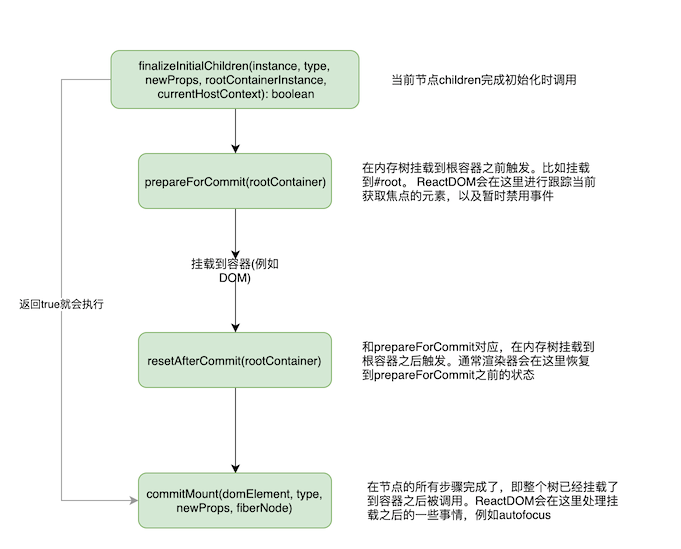 finalizeInitialChildren(instance, type,
newProps, rootContainerInstance,
currentHostContext): boolean
当前节点children完成初始化时调用
prepareForCommit(rootContainer)
在内存树挂载到根容器之前触发。比如挂载
到#root。 ReactDOM会在这里进行跟踪当前
获取焦点的元素，以及暂时禁用事件
挂载到容器(例如
DOM)
返回true就会执行
resetAfterCommit(rootContainer)
和prepareForCommit对应，在内存树挂载到
根容器之后触发。通常渲染器会在这里恢复
到prepareForCommit之前的状态
commitMount(domElement, type,
newProps, fiberNode)
在节点的所有步骤完成了，即整个树已经挂载了
到容器之后被调用。ReactDOM会在这里处理挂
载之后的一些事情，例如autofocus